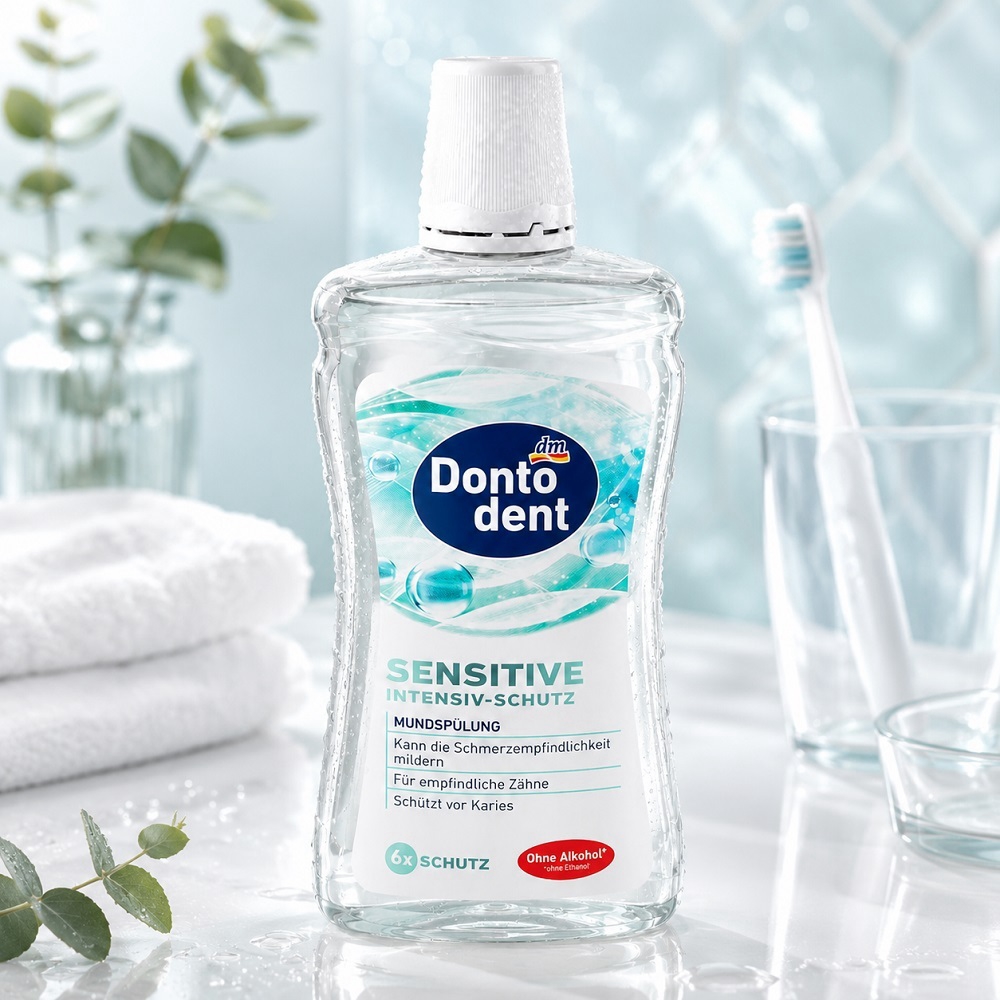 dm
Donto
dent
SENSITIVE
INTENSIV-SCHUTZ
MUNDSPÜLUNG
Kann die Schmerzempfindlichkeit
mildern
Für empfindliche Zähne
Schützt vor Karies
6x SCHUTZ
Ohne Alkohol*
*ohne Ethanol